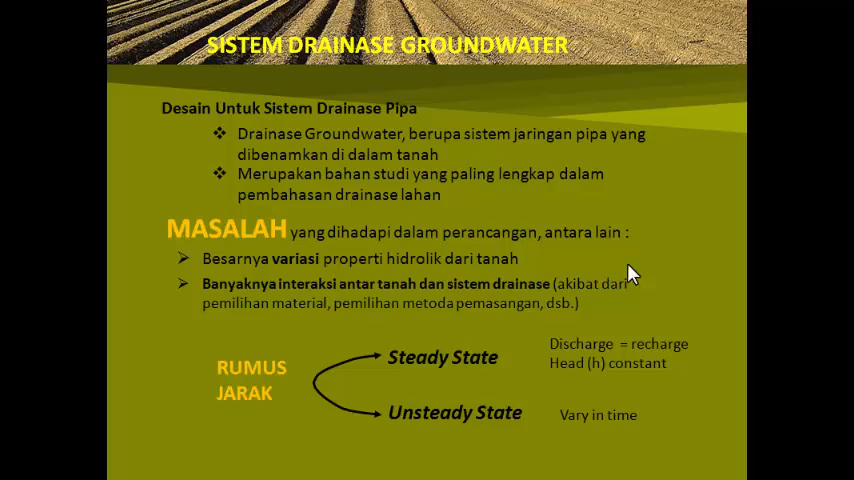 SISTEM DRAINASE GROUNDWATER
Desain Untuk Sistem Drainase Pipa
❖ Drainase Groundwater, berupa sistem jaringan pipa yang
dibenamkan di dalam tanah
❖ Merupakan bahan studi yang paling lengkap dalam
pembahasan drainase lahan
MASALAH yang dihadapi dalam perancangan, antara lain :
➢ Besarnya variasi properti hidrolik dari tanah
➢ Banyaknya interaksi antar tanah dan sistem drainase (akibat dari
pemilihan material, pemilihan metoda pemasangan, dsb.)
RUMUS
JARAK
Steady State
Discharge = recharge
Head (h) constant
Unsteady State
Vary in time